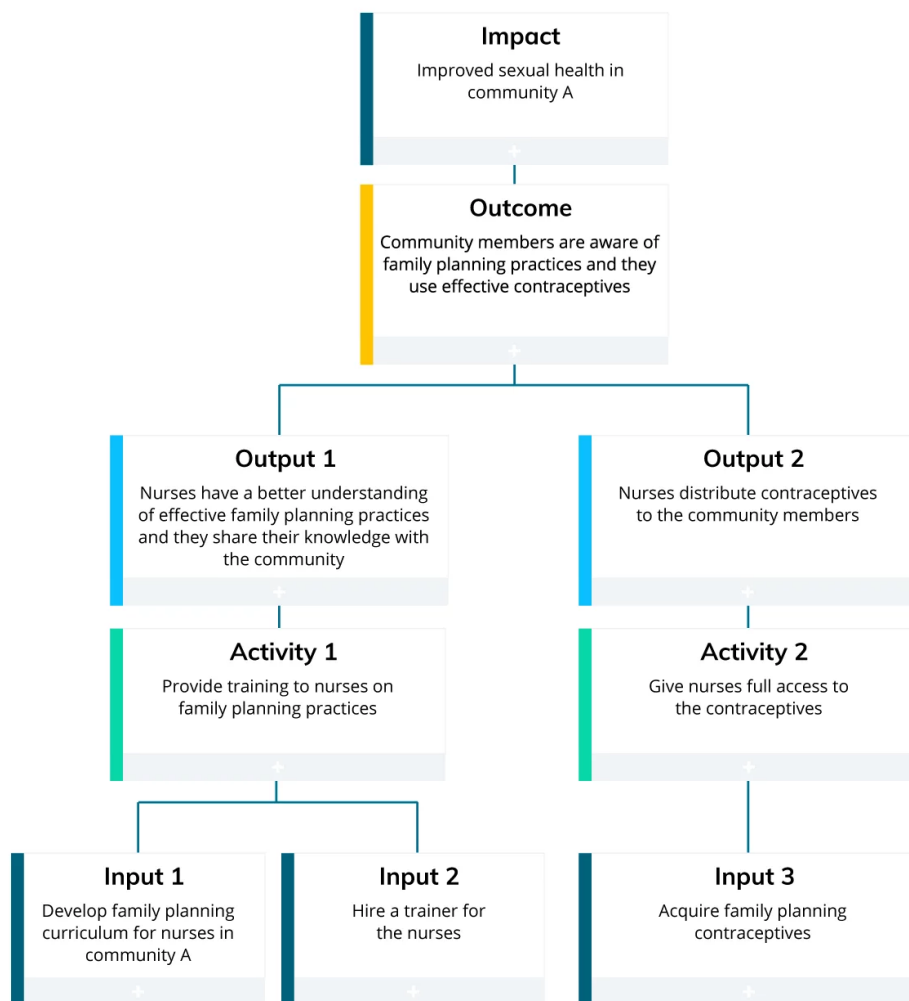 Impact
Improved sexual health in
community A
Outcome
Community members are aware of
family planning practices and they
use effective contraceptives
Output 1
Nurses have a better understanding
of effective family planning practices
and they share their knowledge with
the community
Output 2
Nurses distribute contraceptives
to the community members
Activity 1
Provide training to nurses on
family planning practices
Activity 2
Give nurses full access to
the contraceptives
Input 1
Develop family planning
curriculum for nurses in
community A
Input 2
Hire a trainer for
the nurses
Input 3
Acquire family planning
contraceptives